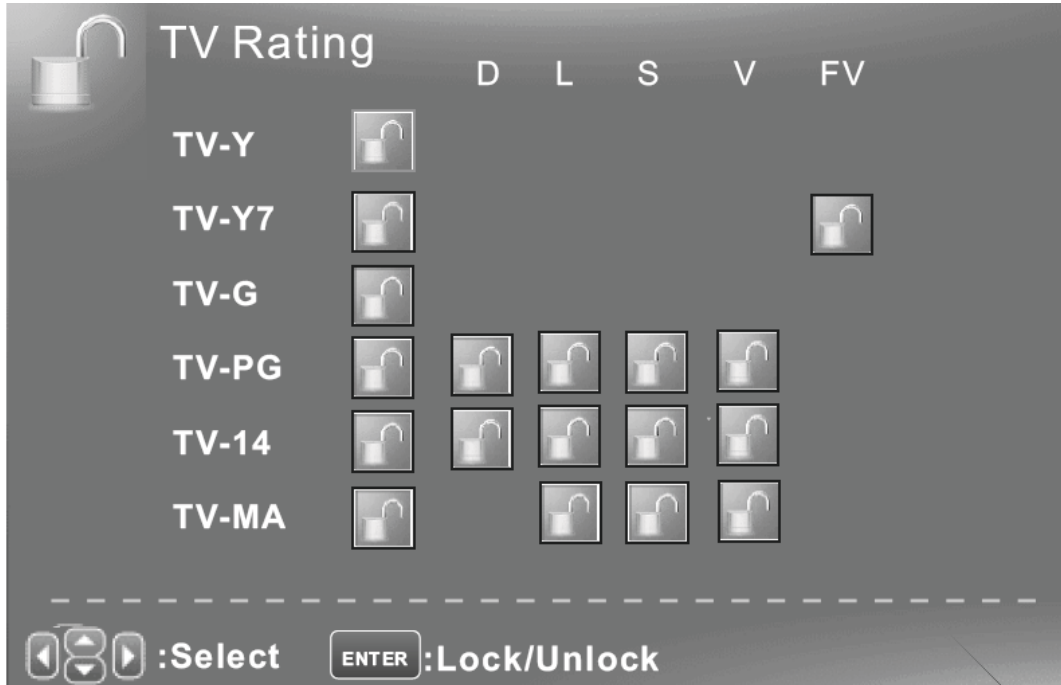 TV Rating
D L S V FV
TV-Y
TV-Y7
TV-G
TV-PG
TV-14
TV-MA
:Select ENTER :Lock/Unlock